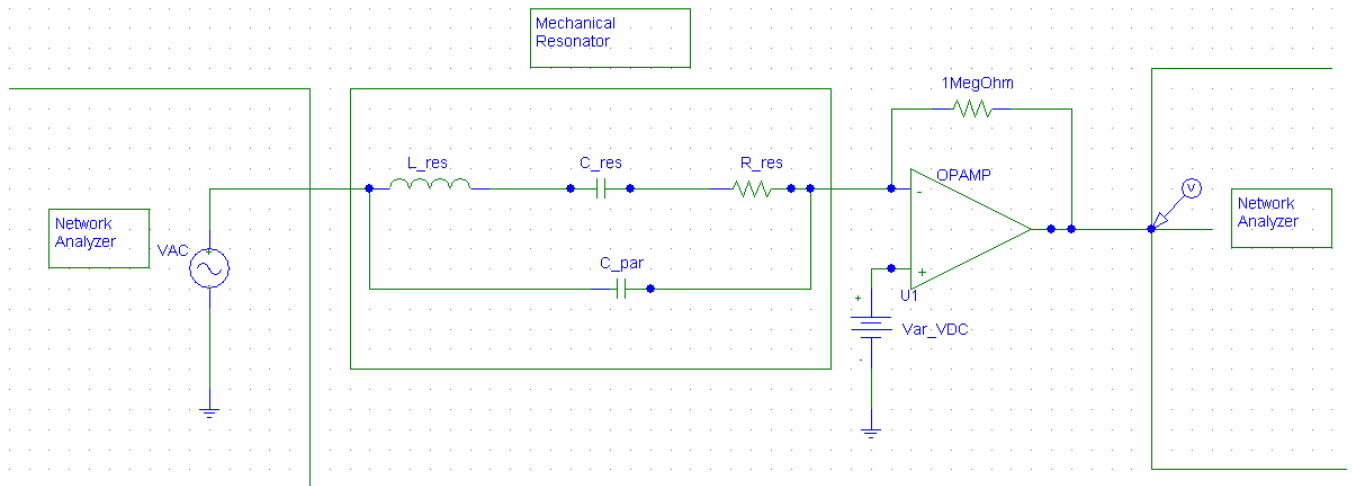 Mechanical
Resonator
1MegOhm
L_res
C_res
R_res
OPAMP
-
V
Network
Analyzer
VAC
+
Network
Analyzer
C_par
+
U1
+
Var_VDC
-